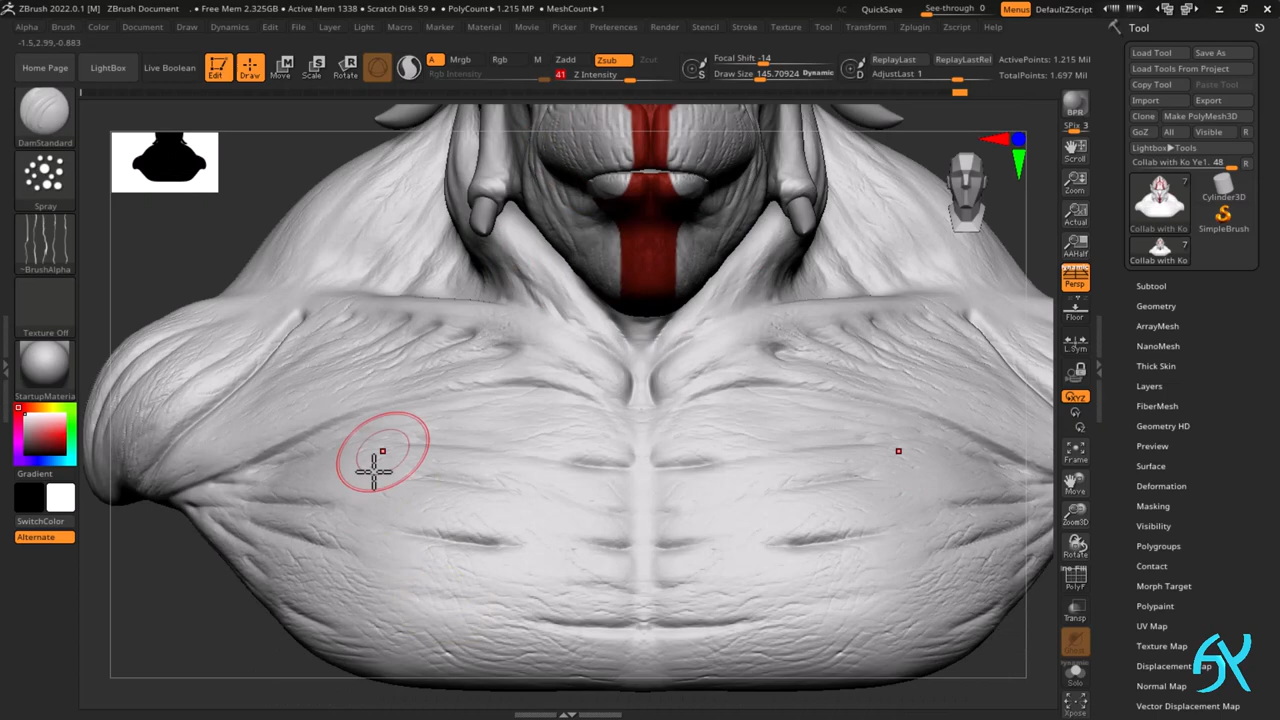 ZBrush 2022.0.1 [M] ZBrush Document . • Free Mem 2.325GB • Active Mem 1338 • Scratch Disk 59 • PolyCount▸1.215 MP • MeshCount▸1
AC QuickSave See-through 0 Menus DefaultZScript
Alpha Brush Color Document Draw Dynamics Edit File Layer Light Macro Marker Material Movie Picker Preferences Render Stencil Stroke Texture Tool Transform Zplugin Zscript Help
Tool
-1.5,2.99,-0.883
Home Page LightBox Live Boolean
Edit Draw Move Scale Rotate
A Mrgb Rgb M Zadd Zsub Zcut
Rgb Intensity 41 Z Intensity
Focal Shift -14
Draw Size 145.70924 Dynamic
S D
ReplayLast ReplayLastRel
AdjustLast 1
ActivePoints: 1.215 Mil
TotalPoints: 1.697 Mil
DamStandard
Spray
~BrushAlpha
Texture Off
StartupMateria
Gradient
SwitchColor
Alternate
BPR
SPix 3
Scroll
Zoom
Actual
AAHalf
Persp
Floor
L.Sym
XYZ
Frame
Move
Zoom3D
Rotate
PolyF
Transp
Ghost
Solo
Xpose
Load Tool Save As
Load Tools From Project
Copy Tool Paste Tool
Import Export
Clone Make PolyMesh3D
GoZ All Visible R
Lightbox▸Tools
Collab with Ko Ye1. 48 R
7
Cylinder3D
Collab with Ko SimpleBrush
7
Collab with Ko
Subtool
Geometry
ArrayMesh
NanoMesh
Thick Skin
Layers
FiberMesh
Geometry HD
Preview
Surface
Deformation
Masking
Visibility
Polygroups
Contact
Morph Target
Polypaint
UV Map
Texture Map
Displacement Map
Normal Map
Vector Displacement Map